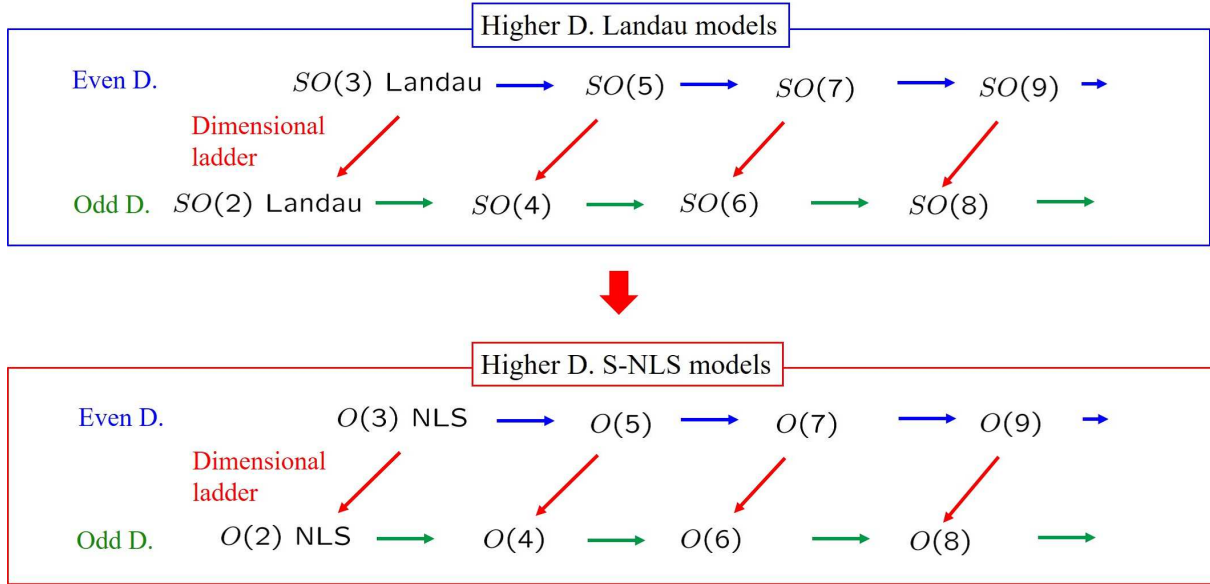 Higher D. Landau models
Even D. SO(3) Landau SO(5) SO(7) SO(9)
Dimensional
ladder
Odd D. SO(2) Landau SO(4) SO(6) SO(8)
Higher D. S-NLS models
Even D. O(3) NLS O(5) O(7) O(9)
Dimensional
ladder
Odd D. O(2) NLS O(4) O(6) O(8)